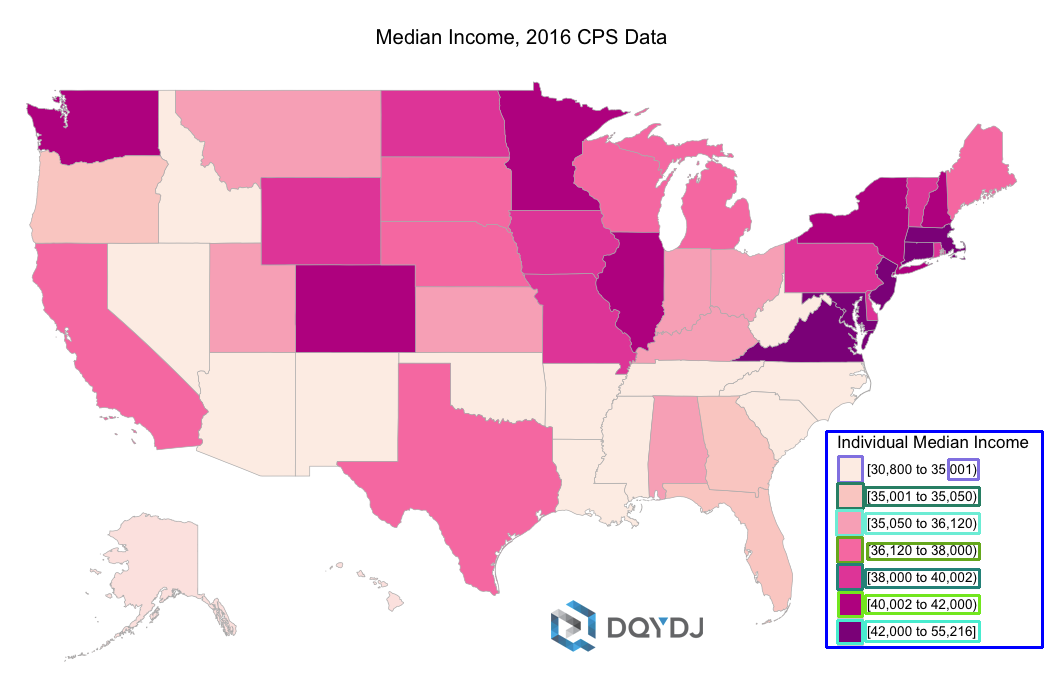 Median Income, 2016 CPS Data
Individual Median Income
[30,800 to 35,001)
[35,001 to 35,050)
[35,050 to 36,120)
[36,120 to 38,000)
[38,000 to 40,002)
[40,002 to 42,000)
[42,000 to 55,216]
DQYDJ